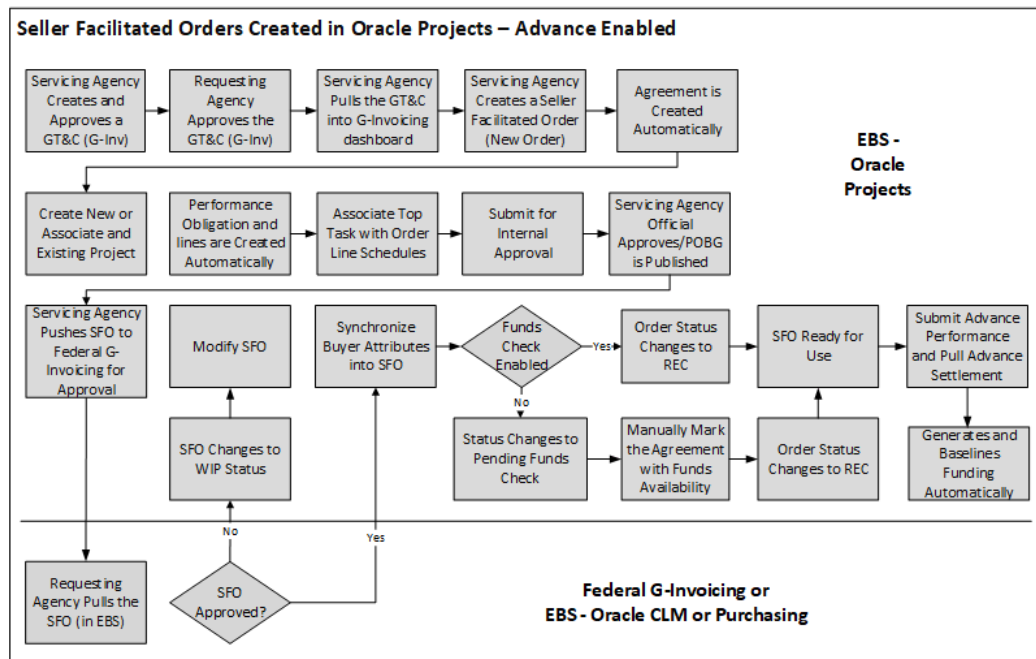 Seller Facilitated Orders Created in Oracle Projects – Advance Enabled
Servicing Agency
Creates and
Approves a
GT&C (G-Inv)
Requesting
Agency
Approves the
GT&C (G-Inv)
Servicing Agency
Pulls the GT&C
into G-Invoicing
dashboard
Servicing Agency
Creates a Seller
Facilitated Order
(New Order)
Agreement is
Created
Automatically
EBS -
Oracle
Projects
Create New or
Associate and
Existing Project
Performance
Obligation and
lines are Created
Automatically
Associate Top
Task with Order
Line Schedules
Submit for
Internal
Approval
Servicing Agency
Official
Approves/POBG
is Published
Servicing Agency
Pushes SFO to
Federal G-
Invoicing for
Approval
Modify SFO
Synchronize
Buyer Attributes
into SFO
Funds
Check
Enabled
Yes
Order Status
Changes to
REC
SFO Ready for
Use
Submit Advance
Performance
and Pull Advance
Settlement
No
SFO Changes to
WIP Status
Status Changes to
Pending Funds
Check
Manually Mark
the Agreement
with Funds
Availability
Order Status
Changes to REC
Generates and
Baselines
Funding
Automatically
No
Yes
Requesting
Agency Pulls the
SFO (in EBS)
SFO
Approved?
Federal G-Invoicing or
EBS - Oracle CLM or Purchasing